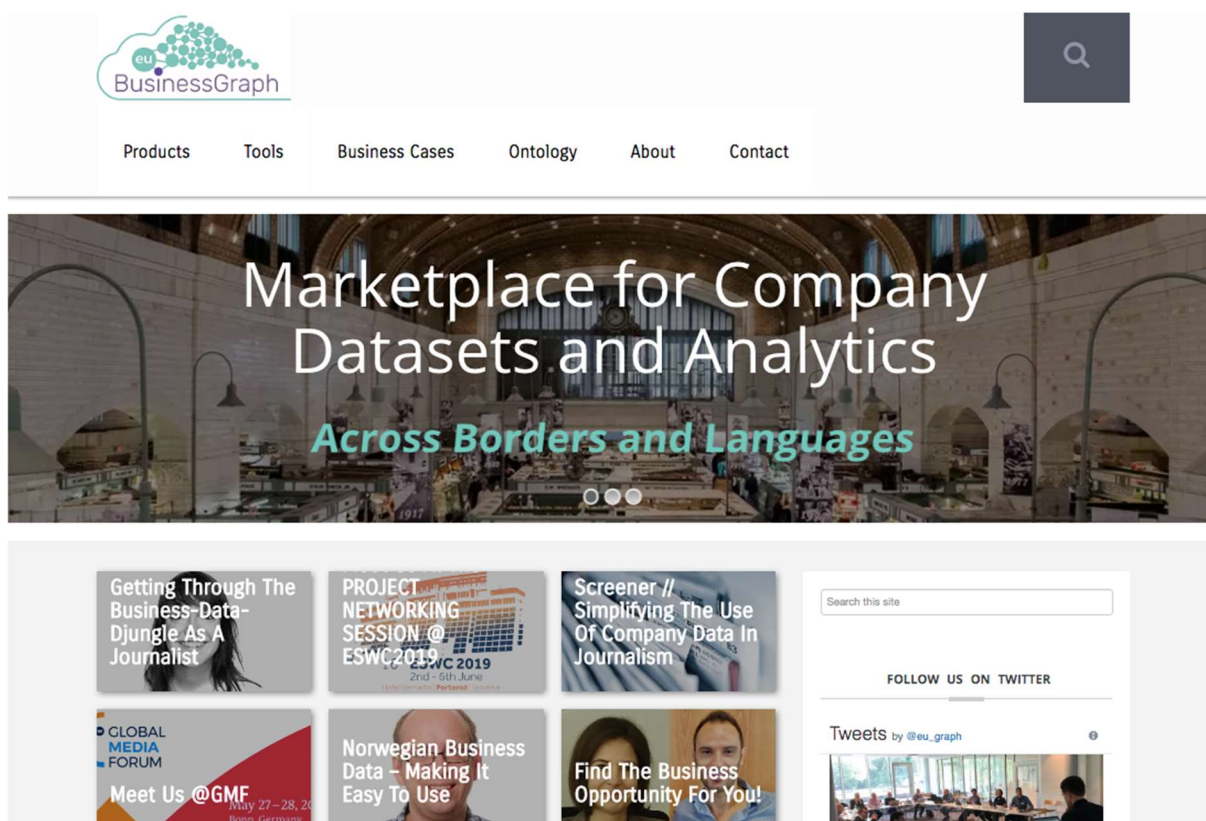 eu
BusinessGraph
Products Tools Business Cases Ontology About Contact
Marketplace for Company
Datasets and Analytics
Across Borders and Languages
1917
Getting Through The
Business-Data-
Djungle As A
Journalist
PROJECT
NETWORKING
SESSION @
ESWC2019
ESWC 2019
2nd - 6th June
Portorož
Screener //
Simplifying The Use
Of Company Data In
Journalism
83
Search this site
FOLLOW US ON TWITTER
Tweets by @eu_graph
GLOBAL
MEDIA
FORUM
Meet Us @GMF
May 27–28, 20
Bonn, Germany
Norwegian Business
Data – Making It
Easy To Use
Find The Business
Opportunity For You!